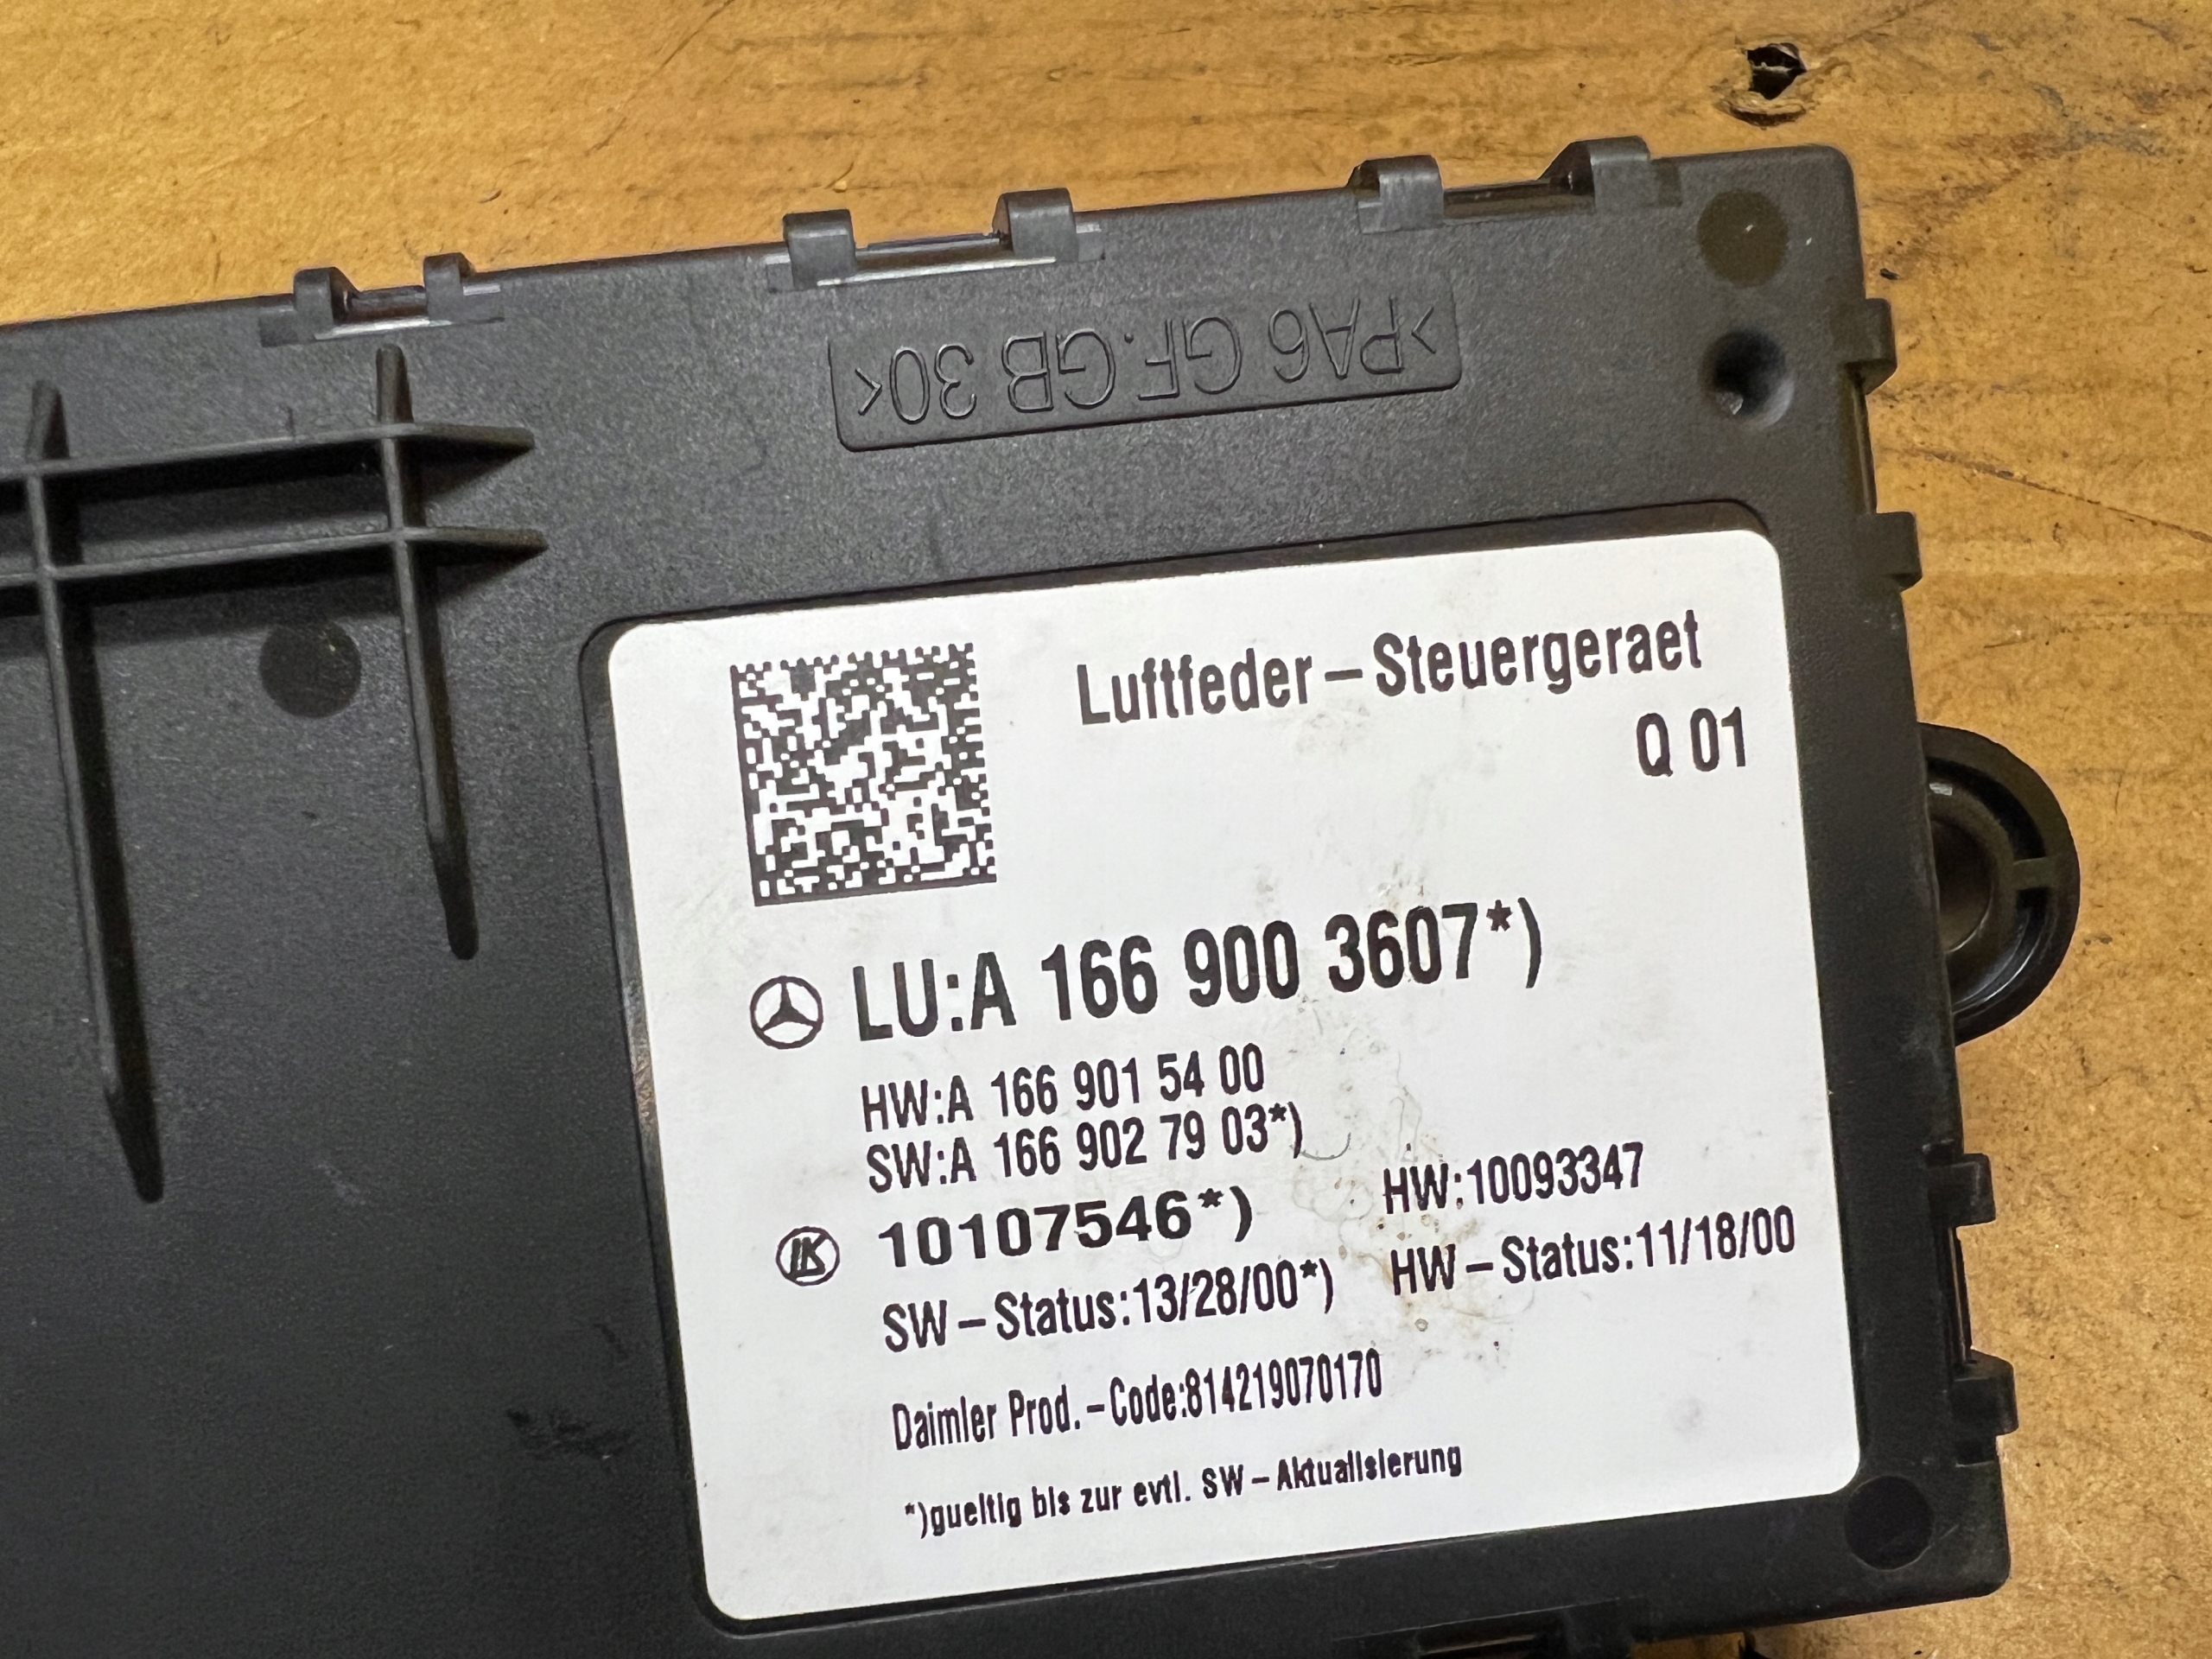 >PA6 GF.GB 30<
Luftfeder-Steuergeraet
Q 01
LU:A 166 900 3607*)
HW:A 166 901 54 00
SW:A 166 902 79 03*)
LK 10107546*) HW:10093347
SW-Status:13/28/00*) HW-Status:11/18/00
Daimler Prod.-Code:814219070170
*)gueltig bis zur evtl. SW-Aktualisierung